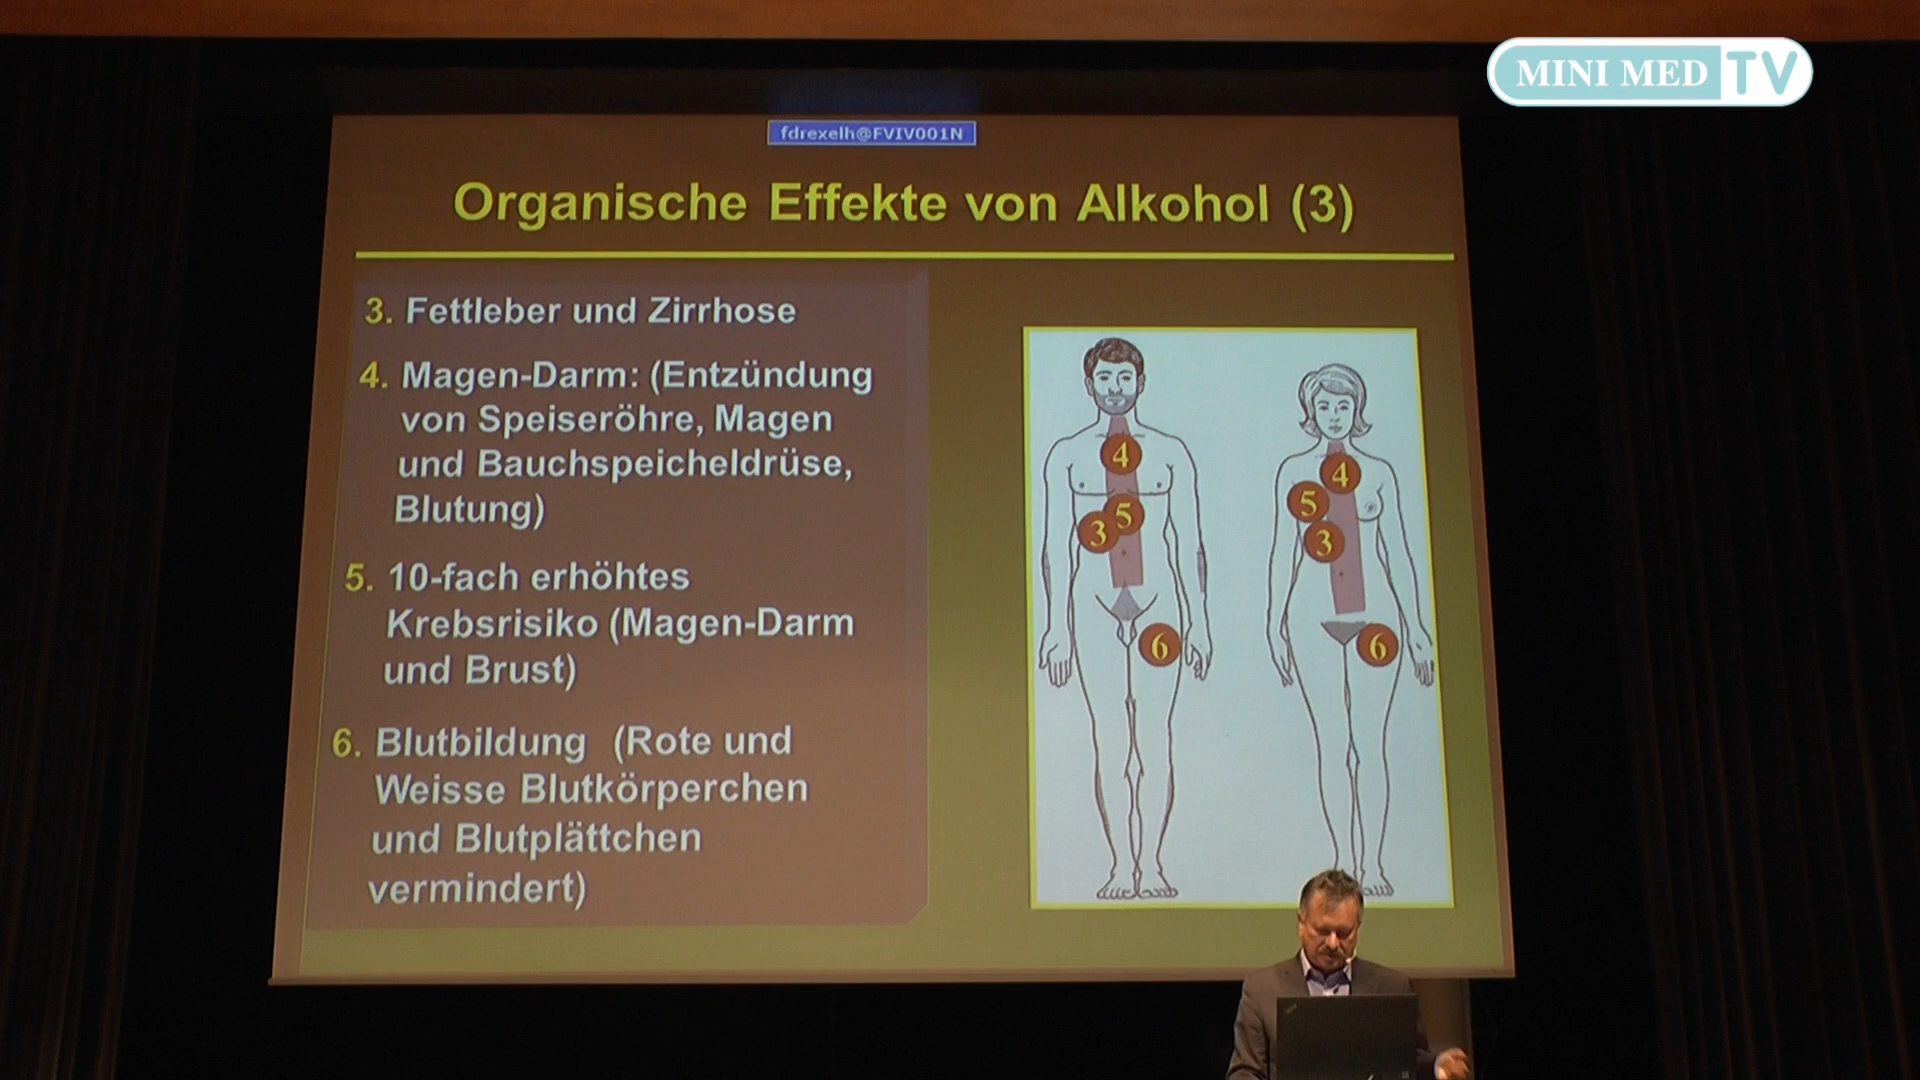 MINI MED TV
fdrexelh@FVIV001N
Organische Effekte von Alkohol (3)
3. Fettleber und Zirrhose
4. Magen-Darm: (Entzündung
von Speiseröhre, Magen
und Bauchspeicheldrüse,
Blutung)
5. 10-fach erhöhtes
Krebsrisiko (Magen-Darm
und Brust)
6. Blutbildung (Rote und
Weisse Blutkörperchen
und Blutplättchen
vermindert)
4
5
3
6
4
5
3
6